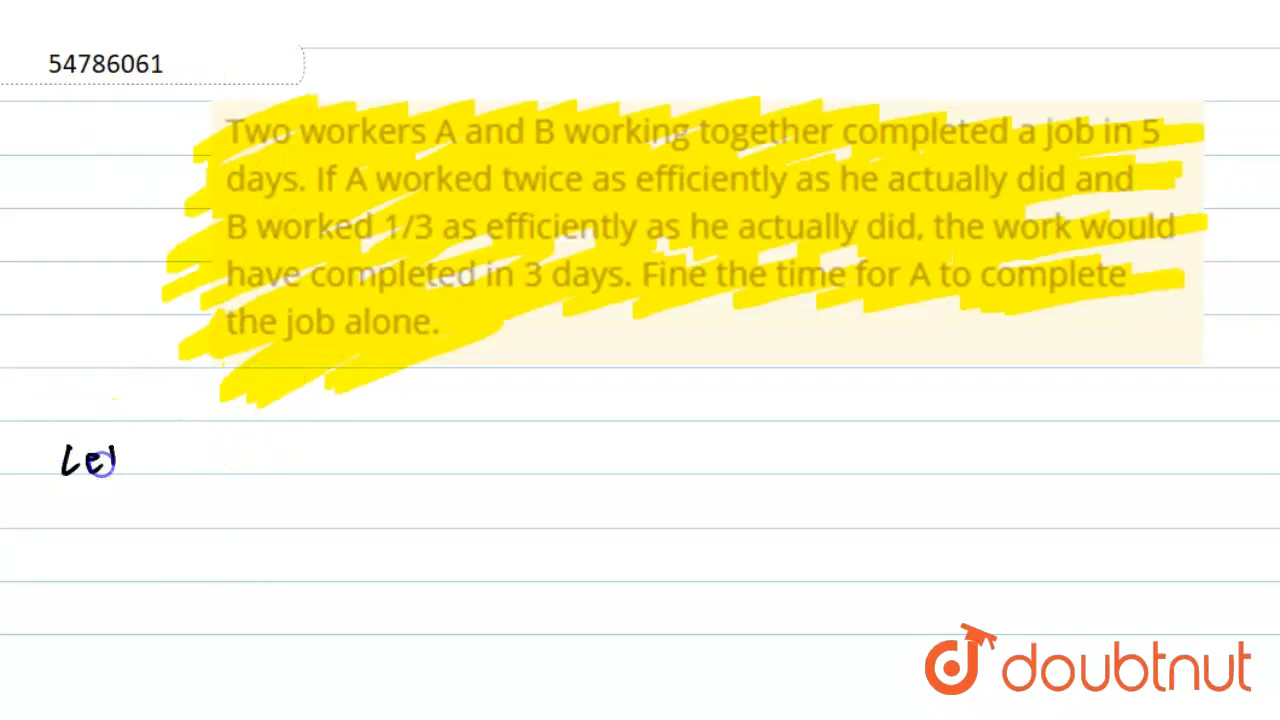 54786061
Two workers A and B working together completed a job in 5
days. If A worked twice as efficiently as he actually did and
B worked 1/3 as efficiently as he actually did, the work would
have completed in 3 days. Fine the time for A to complete
the job alone.
doubtnut